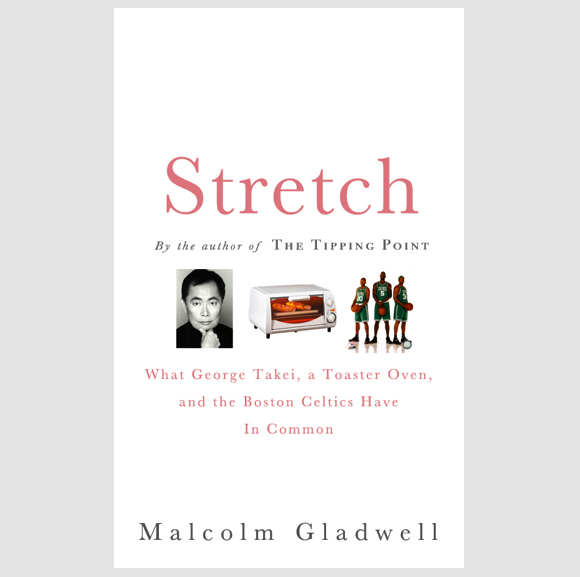 Stretch
By the author of THE TIPPING POINT
What George Takei, a Toaster Oven,
and the Boston Celtics Have
In Common
Malcolm Gladwell